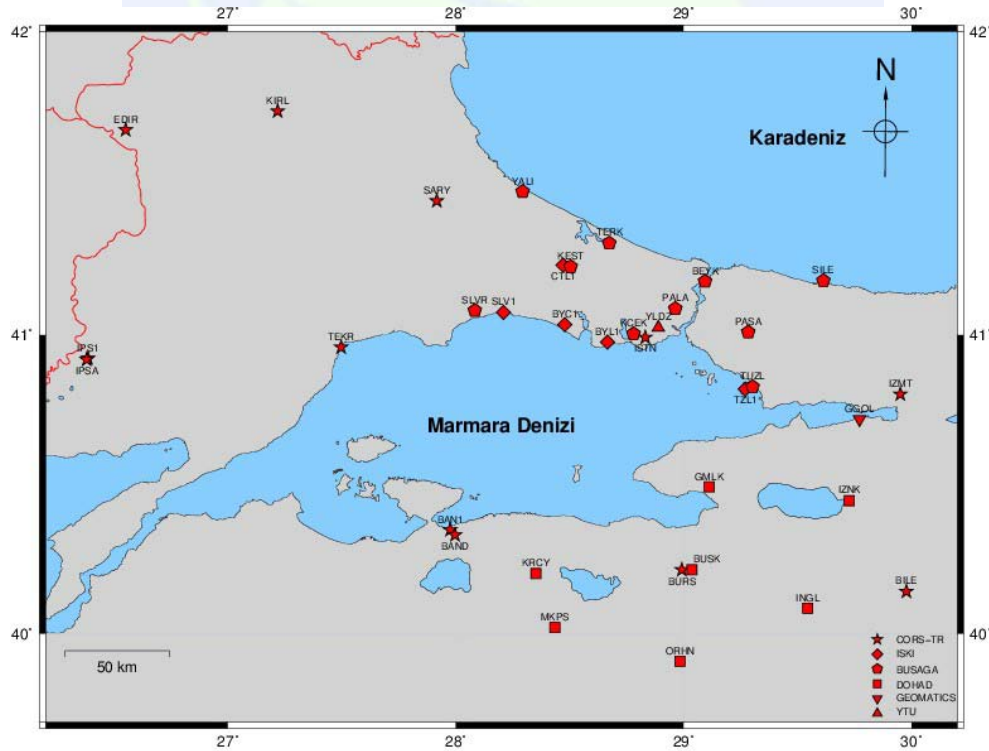 27 28 29 30
42 42
N
KIRL
EDIR
Karadeniz
SARY
YALI
TERK
KEST
CTL1
BEYK
SILE
SLVR
SLV1
PALA
BYC1
YLDZ
KCEK
PASA
41 41
BYL1
ISTN
TEKR
IPS1
IPSA
TUZL
TZL1
IZMT
GGOL
Marmara Denizi
GMLK
IZNK
BAN1
BAND
KRCY
BUSK
BURS
BILE
INGL
MKPS
40 40
ORHN
50 km
CORS-TR
ISKI
BUSAGA
DOHAD
GEOMATICS
YTU
27 28 29 30